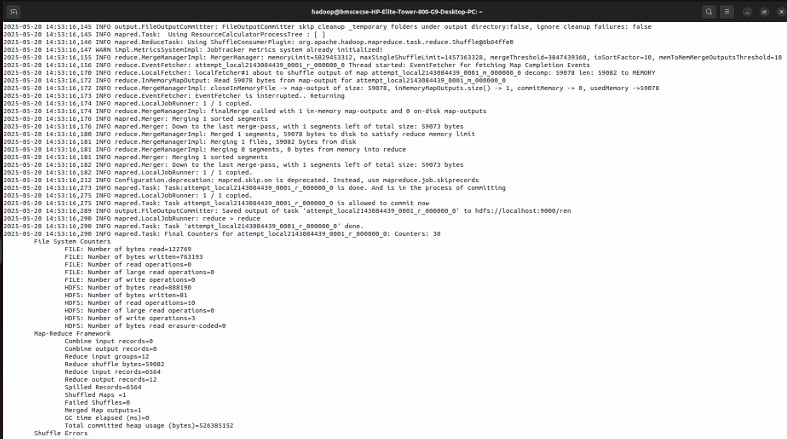 hadoop@bmscecse-HP-Elite-Tower-800-G9-Desktop-PC: ~
2025-05-20 14:53:16,145 INFO output.FileOutputCommitter: FileOutputCommitter skip cleanup _temporary folders under output directory:false, ignore cleanup failures: false
2025-05-20 14:53:16,145 INFO mapred.Task:  Using ResourceCalculatorProcessTree : [ ]
2025-05-20 14:53:16,146 INFO mapred.ReduceTask: Using ShuffleConsumerPlugin: org.apache.hadoop.mapreduce.task.reduce.Shuffle@6b64ffe0
2025-05-20 14:53:16,147 WARN impl.MetricsSystemImpl: JobTracker metrics system already initialized!
2025-05-20 14:53:16,155 INFO reduce.MergeManagerImpl: MergerManager: memoryLimit=5829453312, maxSingleShuffleLimit=1457363328, mergeThreshold=3847439360, ioSortFactor=10, memToMemMergeOutputsThreshold=10
2025-05-20 14:53:16,156 INFO reduce.EventFetcher: attempt_local2143084439_0001_r_000000_0 Thread started: EventFetcher for fetching Map Completion Events
2025-05-20 14:53:16,170 INFO reduce.LocalFetcher: localfetcher#1 about to shuffle output of map attempt_local2143084439_0001_m_000000_0 decomp: 59078 len: 59082 to MEMORY
2025-05-20 14:53:16,172 INFO reduce.InMemoryMapOutput: Read 59078 bytes from map-output for attempt_local2143084439_0001_m_000000_0
2025-05-20 14:53:16,172 INFO reduce.MergeManagerImpl: closeInMemoryFile -> map-output of size: 59078, inMemoryMapOutputs.size() -> 1, commitMemory -> 0, usedMemory ->59078
2025-05-20 14:53:16,173 INFO reduce.EventFetcher: EventFetcher is interrupted.. Returning
2025-05-20 14:53:16,174 INFO mapred.LocalJobRunner: 1 / 1 copied.
2025-05-20 14:53:16,174 INFO reduce.MergeManagerImpl: finalMerge called with 1 in-memory map-outputs and 0 on-disk map-outputs
2025-05-20 14:53:16,176 INFO mapred.Merger: Merging 1 sorted segments
2025-05-20 14:53:16,176 INFO mapred.Merger: Down to the last merge-pass, with 1 segments left of total size: 59073 bytes
2025-05-20 14:53:16,180 INFO reduce.MergeManagerImpl: Merged 1 segments, 59078 bytes to disk to satisfy reduce memory limit
2025-05-20 14:53:16,181 INFO reduce.MergeManagerImpl: Merging 1 files, 59082 bytes from disk
2025-05-20 14:53:16,181 INFO reduce.MergeManagerImpl: Merging 0 segments, 0 bytes from memory into reduce
2025-05-20 14:53:16,181 INFO mapred.Merger: Merging 1 sorted segments
2025-05-20 14:53:16,182 INFO mapred.Merger: Down to the last merge-pass, with 1 segments left of total size: 59073 bytes
2025-05-20 14:53:16,182 INFO mapred.LocalJobRunner: 1 / 1 copied.
2025-05-20 14:53:16,212 INFO Configuration.deprecation: mapred.skip.on is deprecated. Instead, use mapreduce.job.skiprecords
2025-05-20 14:53:16,273 INFO mapred.Task: Task:attempt_local2143084439_0001_r_000000_0 is done. And is in the process of committing
2025-05-20 14:53:16,275 INFO mapred.LocalJobRunner: 1 / 1 copied.
2025-05-20 14:53:16,275 INFO mapred.Task: Task attempt_local2143084439_0001_r_000000_0 is allowed to commit now
2025-05-20 14:53:16,289 INFO output.FileOutputCommitter: Saved output of task 'attempt_local2143084439_0001_r_000000_0' to hdfs://localhost:9000/ren
2025-05-20 14:53:16,290 INFO mapred.LocalJobRunner: reduce > reduce
2025-05-20 14:53:16,290 INFO mapred.Task: Task 'attempt_local2143084439_0001_r_000000_0' done.
2025-05-20 14:53:16,290 INFO mapred.Task: Final Counters for attempt_local2143084439_0001_r_000000_0: Counters: 30
File System Counters
FILE: Number of bytes read=122769
FILE: Number of bytes written=763193
FILE: Number of read operations=0
FILE: Number of large read operations=0
FILE: Number of write operations=0
HDFS: Number of bytes read=888190
HDFS: Number of bytes written=81
HDFS: Number of read operations=10
HDFS: Number of large read operations=0
HDFS: Number of write operations=3
HDFS: Number of bytes read erasure-coded=0
Map-Reduce Framework
Combine input records=0
Combine output records=0
Reduce input groups=12
Reduce shuffle bytes=59082
Reduce input records=6564
Reduce output records=12
Spilled Records=6564
Shuffled Maps =1
Failed Shuffles=0
Merged Map outputs=1
GC time elapsed (ms)=0
Total committed heap usage (bytes)=526385152
Shuffle Errors